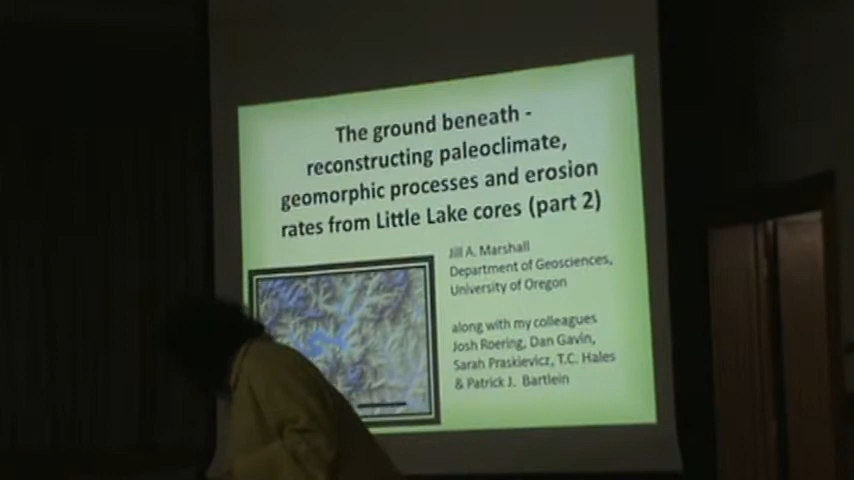 The ground beneath -
reconstructing paleoclimate,
geomorphic processes and erosion
rates from Little Lake cores (part 2)
Jill A. Marshall
Department of Geosciences,
University of Oregon
along with my colleagues
Josh Roering, Dan Gavin,
Sarah Praskievicz, T.C. Hales
& Patrick J. Bartlein